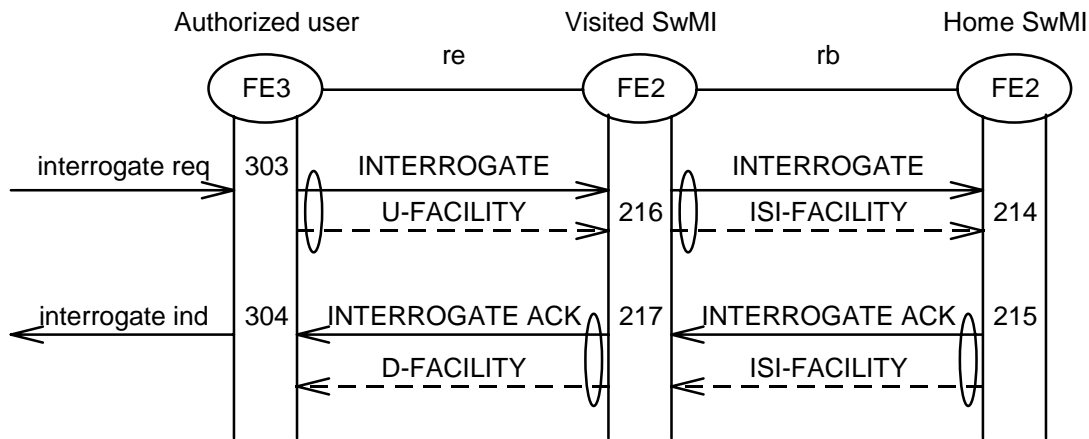 Authorized user Visited SwMI Home SwMI
re rb
FE3 FE2 FE2
interrogate req 303 INTERROGATE INTERROGATE
U-FACILITY 216 ISI-FACILITY 214
interrogate ind 304 INTERROGATE ACK 217 INTERROGATE ACK 215
D-FACILITY ISI-FACILITY